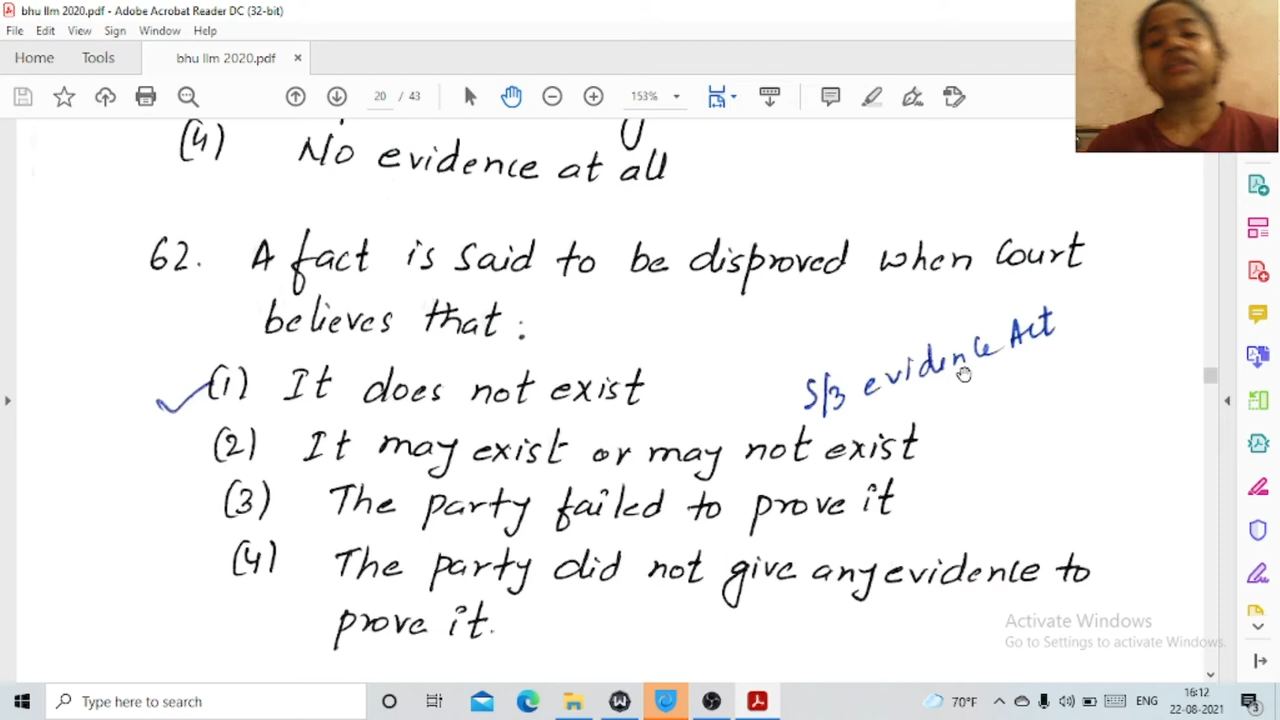 bhu llm 2020.pdf - Adobe Acrobat Reader DC (32-bit)
File Edit View Sign Window Help
Home Tools bhu llm 2020.pdf ×
20 / 43 153%
(4) No evidence at all
62. A fact is said to be disproved when Court
believes that :
(1) It does not exist
S/3 evidence Act
(2) It may exist or may not exist
(3) The party failed to prove it
(4) The party did not give any evidence to
prove it.
Activate Windows
Go to Settings to activate Windows.
Type here to search
70°F ENG 16:12
22-08-2021
3